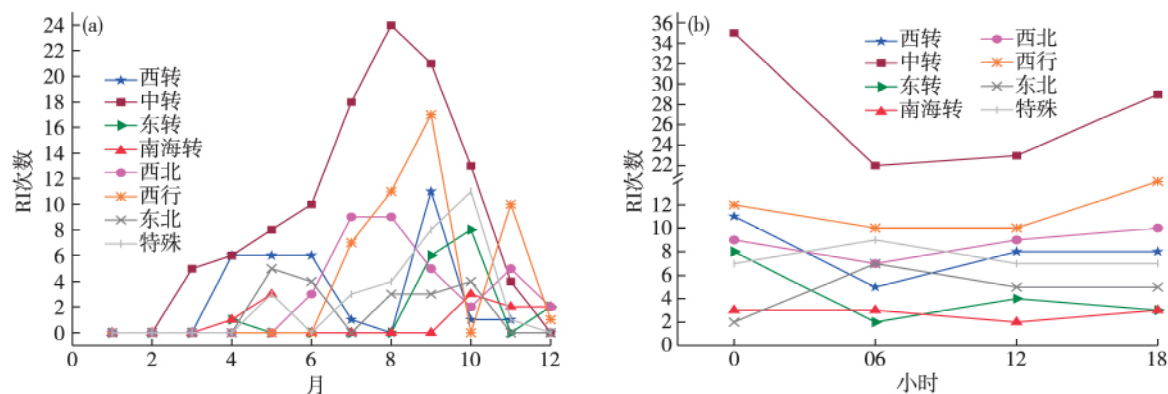 (a)
24
22
20
18
16
14
12
10
8
6
4
2
0
RI次数
西转
中转
东转
南海转
西北
西行
东北
特殊
0 2 4 6 8 10 12
月
(b)
36
34
32
30
28
26
24
22
12
10
8
6
4
2
RI次数
西转 西北
中转 西行
东转 东北
南海转 特殊
0 06 12 18
小时